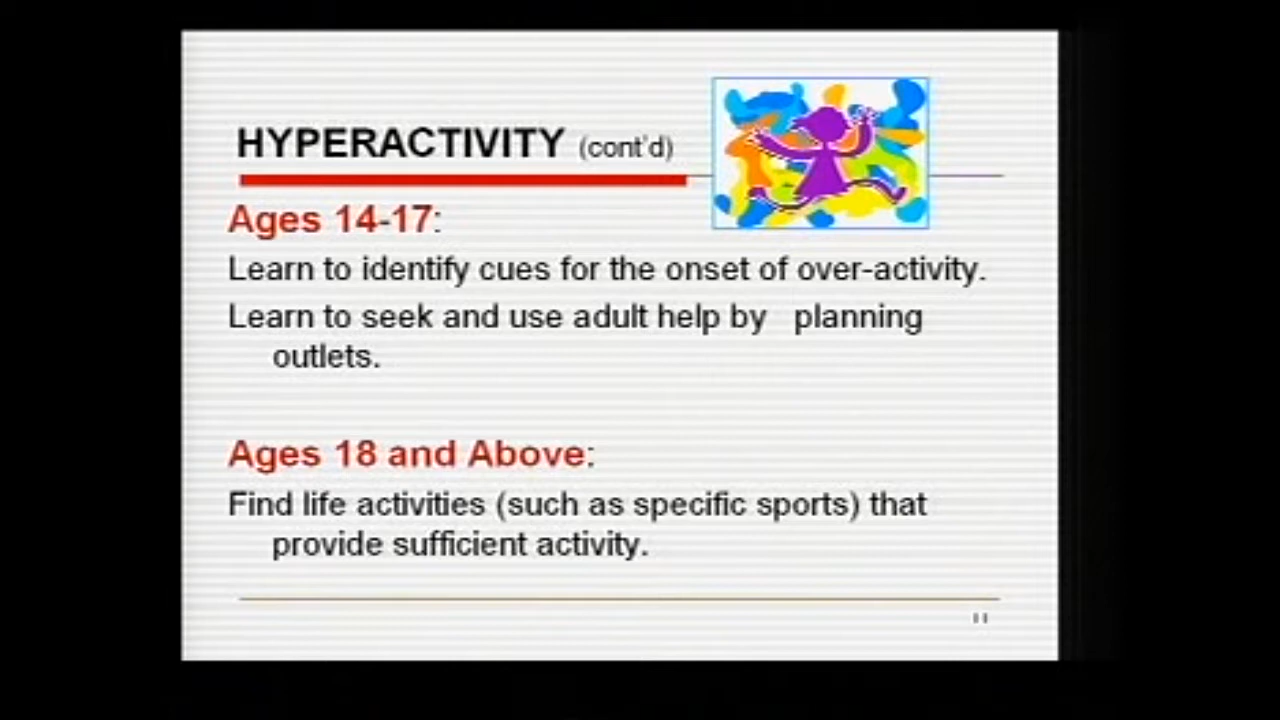 HYPERACTIVITY (cont'd)
Ages 14-17:
Learn to identify cues for the onset of over-activity.
Learn to seek and use adult help by planning
outlets.
Ages 18 and Above:
Find life activities (such as specific sports) that
provide sufficient activity.
11